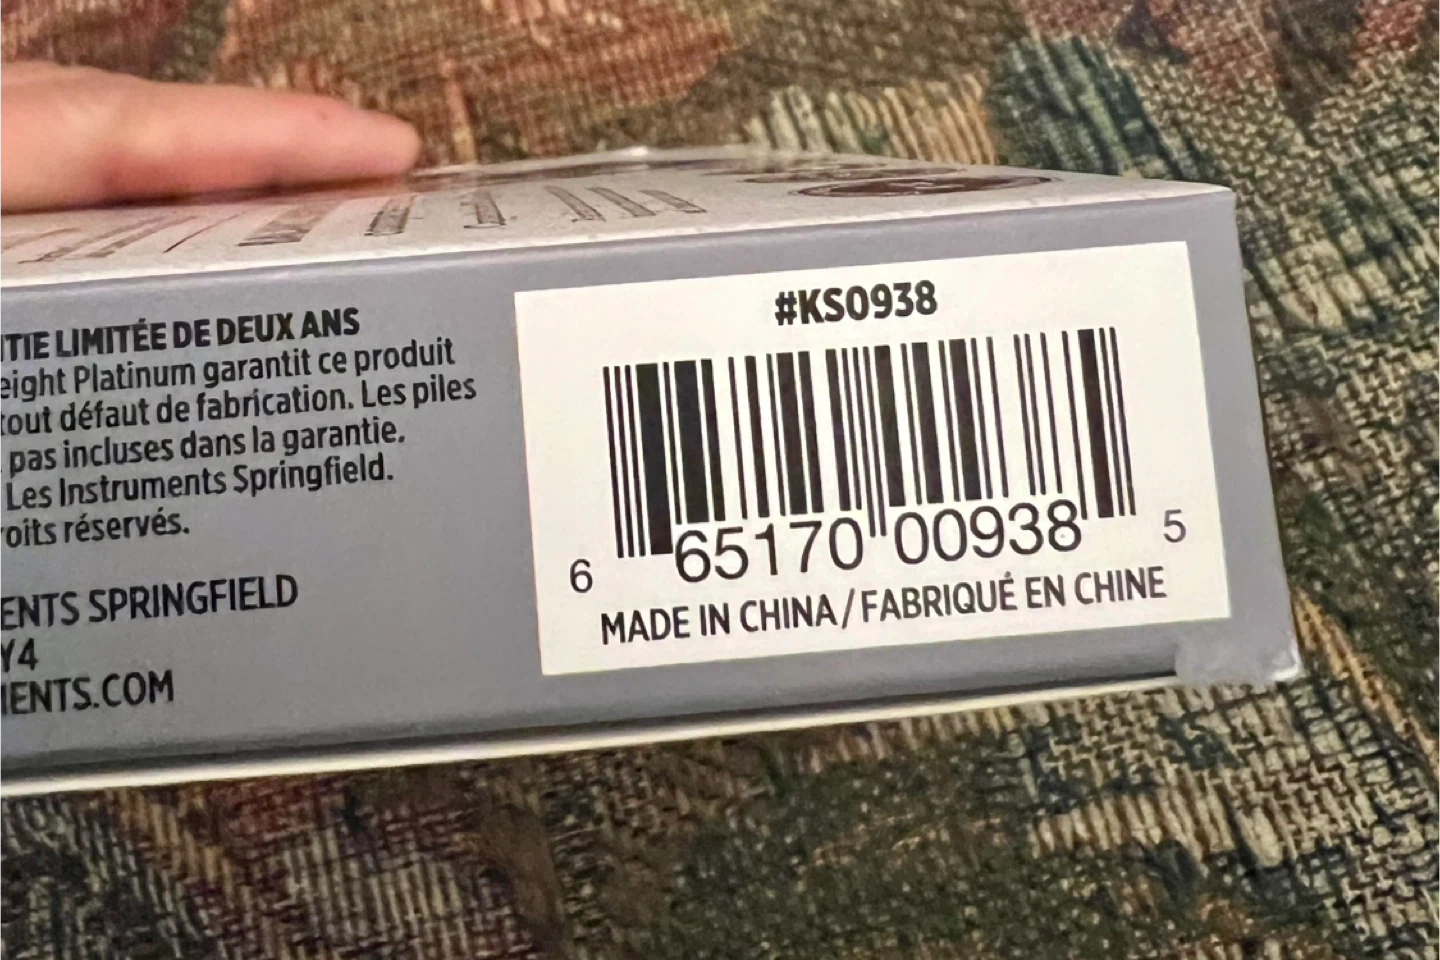 TIE LIMITÉE DE DEUX ANS
eight Platinum garantit ce produit
tout défaut de fabrication. Les piles
pas incluses dans la garantie.
Les Instruments Springfield.
oits réservés.
ENTS SPRINGFIELD
Y4
MENTS.COM
#KS0938
6 65170 00938 5
MADE IN CHINA/FABRIQUÉ EN CHINE